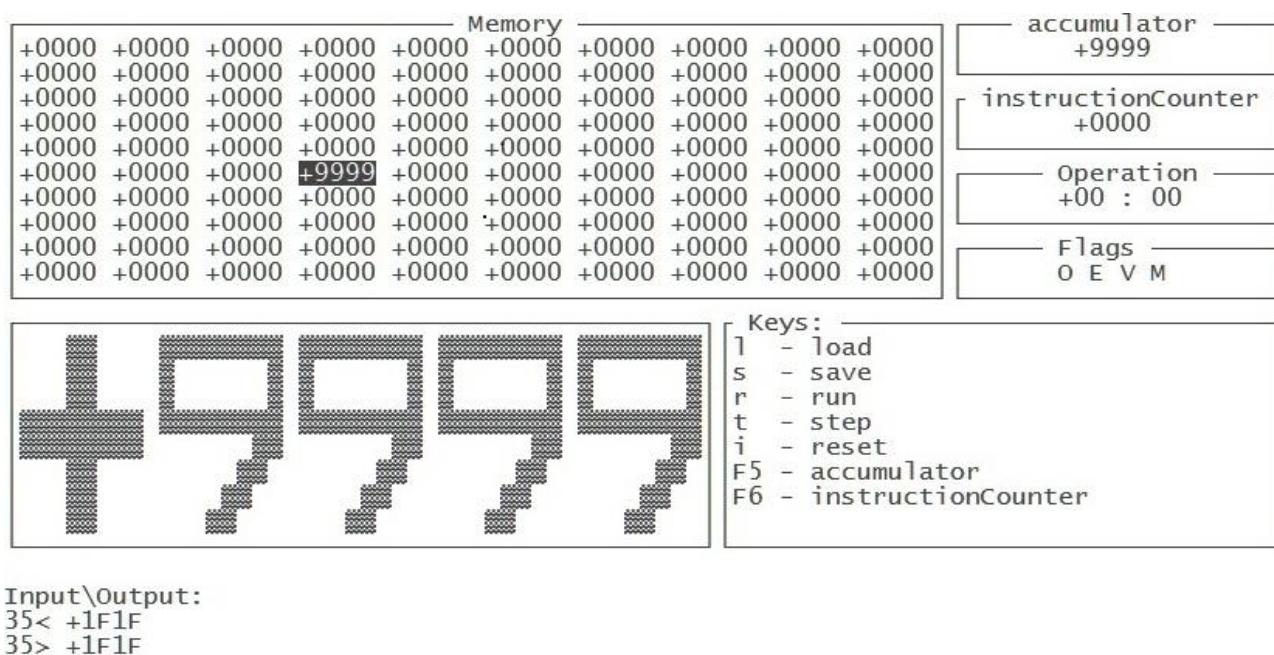 Memory
+0000 +0000 +0000 +0000 +0000 +0000 +0000 +0000 +0000 +0000
+0000 +0000 +0000 +0000 +0000 +0000 +0000 +0000 +0000 +0000
+0000 +0000 +0000 +0000 +0000 +0000 +0000 +0000 +0000 +0000
+0000 +0000 +0000 +0000 +0000 +0000 +0000 +0000 +0000 +0000
+0000 +0000 +0000 +0000 +0000 +0000 +0000 +0000 +0000 +0000
+0000 +0000 +0000 +9999 +0000 +0000 +0000 +0000 +0000 +0000
+0000 +0000 +0000 +0000 +0000 +0000 +0000 +0000 +0000 +0000
+0000 +0000 +0000 +0000 +0000 +0000 +0000 +0000 +0000 +0000
+0000 +0000 +0000 +0000 +0000 +0000 +0000 +0000 +0000 +0000
+0000 +0000 +0000 +0000 +0000 +0000 +0000 +0000 +0000 +0000
accumulator
+9999
instructionCounter
+0000
Operation
+00 : 00
Flags
O E V M
+9999
Keys:
l - load
s - save
r - run
t - step
i - reset
F5 - accumulator
F6 - instructionCounter
Input\Output:
35< +1F1F
35> +1F1F